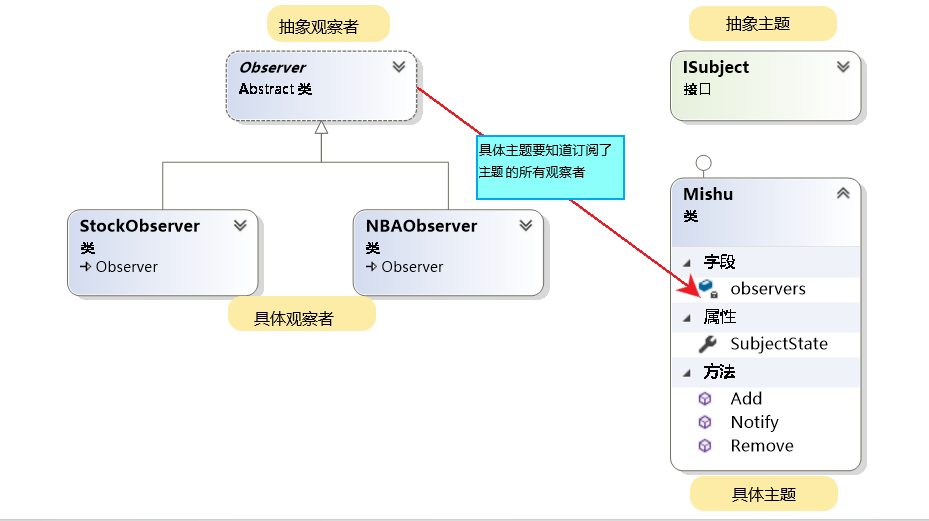 抽象观察者
Observer
Abstract 类
抽象主题
ISubject
接口
具体主题要知道订阅了
主题的所有观察者
StockObserver
类
Observer
NBAObserver
类
Observer
具体观察者
Mishu
类
字段
observers
属性
SubjectState
方法
Add
Notify
Remove
具体主题